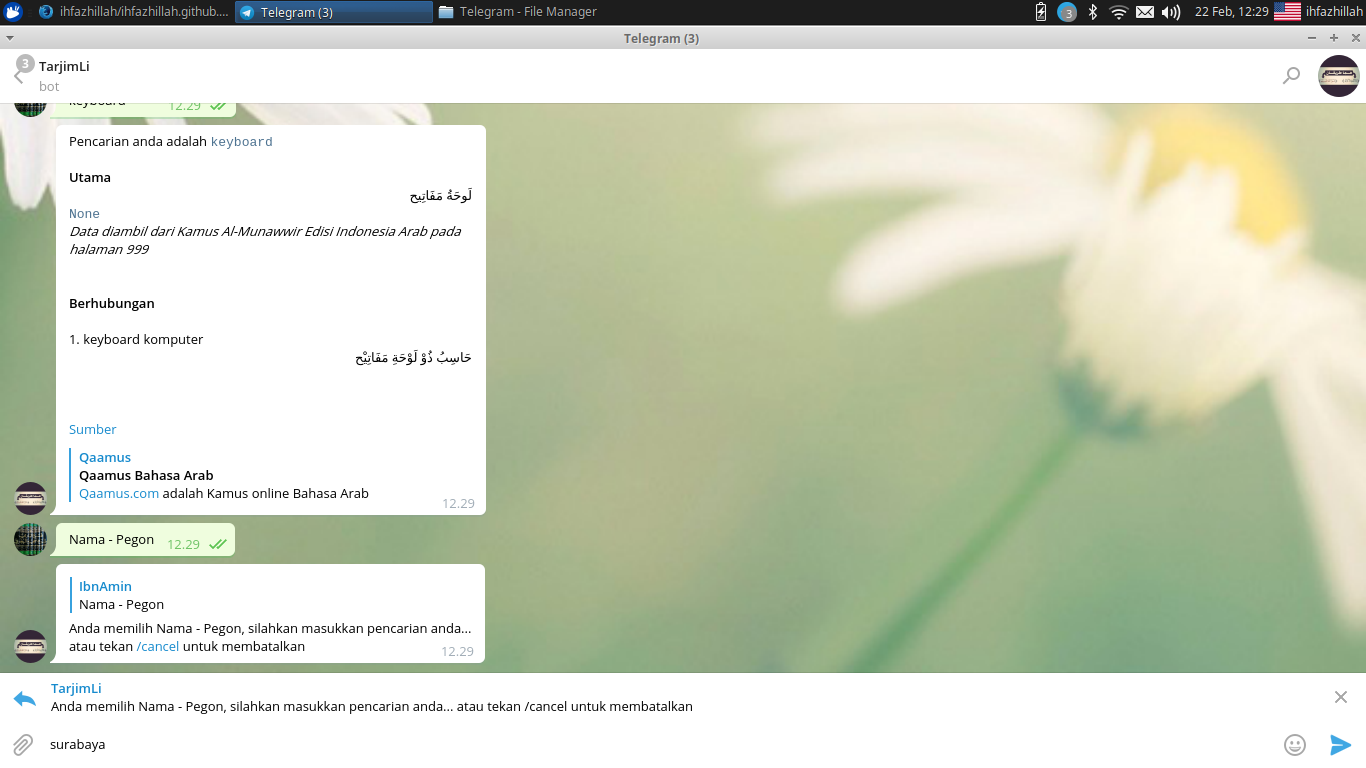 ihfazhillah/ihfazhillah.github....
Telegram (3)
Telegram - File Manager
3
22 Feb, 12:29
ihfazhillah
Telegram (3)
3
TarjimLi
bot
keyboard
12.29
Pencarian anda adalah keyboard
Utama
لَوحَةُ مَفَاتِيح
None
Data diambil dari Kamus Al-Munawwir Edisi Indonesia Arab pada
halaman 999
Berhubungan
1. keyboard komputer
حَاسِبُ ذُوْ لَوْحَةِ مَفَاتِيْح
Sumber
Qaamus
Qaamus Bahasa Arab
Qaamus.com adalah Kamus online Bahasa Arab
12.29
Nama - Pegon
12.29
IbnAmin
Nama - Pegon
Anda memilih Nama - Pegon, silahkan masukkan pencarian anda...
atau tekan /cancel untuk membatalkan
12.29
TarjimLi
Anda memilih Nama - Pegon, silahkan masukkan pencarian anda... atau tekan /cancel untuk membatalkan
surabaya